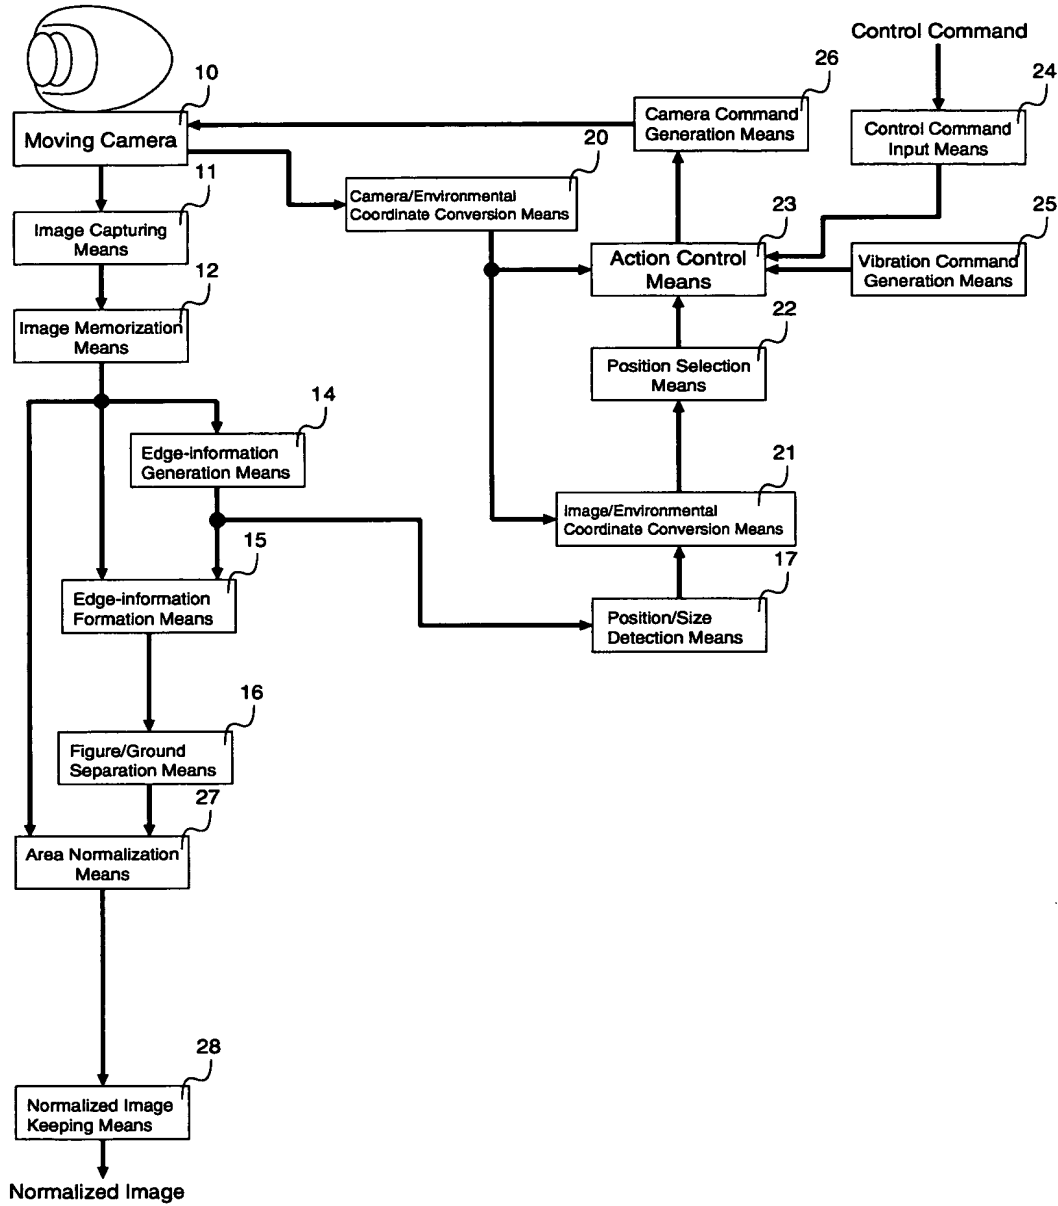 Control Command
26
10
24
Camera Command
Generation Means
Moving Camera
Control Command
Input Means
20
11
Camera/Environmental
Coordinate Conversion Means
23
25
Image Capturing
Means
Action Control
Means
Vibration Command
Generation Means
12
22
Image Memorization
Means
Position Selection
Means
14
Edge-information
Generation Means
21
Image/Environmental
Coordinate Conversion Means
15
17
Edge-information
Formation Means
Position/Size
Detection Means
16
Figure/Ground
Separation Means
27
Area Normalization
Means
28
Normalized Image
Keeping Means
Normalized Image